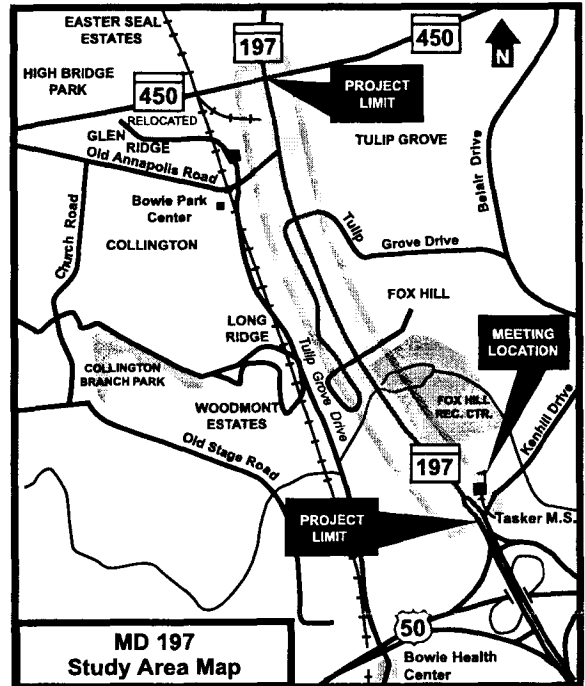 EASTER SEAL
ESTATES
197
450
N
HIGH BRIDGE
PARK
450
RELOCATED
PROJECT
LIMIT
GLEN
RIDGE
TULIP GROVE
Old Annapolis Road
Belair Drive
Bowie Park
Center
Church Road
COLLINGTON
Tulip
Grove Drive
FOX HILL
LONG
RIDGE
MEETING
LOCATION
Tulip Grove Drive
COLLINGTON
BRANCH PARK
WOODMONT
ESTATES
FOX HILL
REC. CTR.
Kenhill Drive
Old Stage Road
197
PROJECT
LIMIT
Tasker M.S.
50
MD 197
Study Area Map
Bowie Health
Center